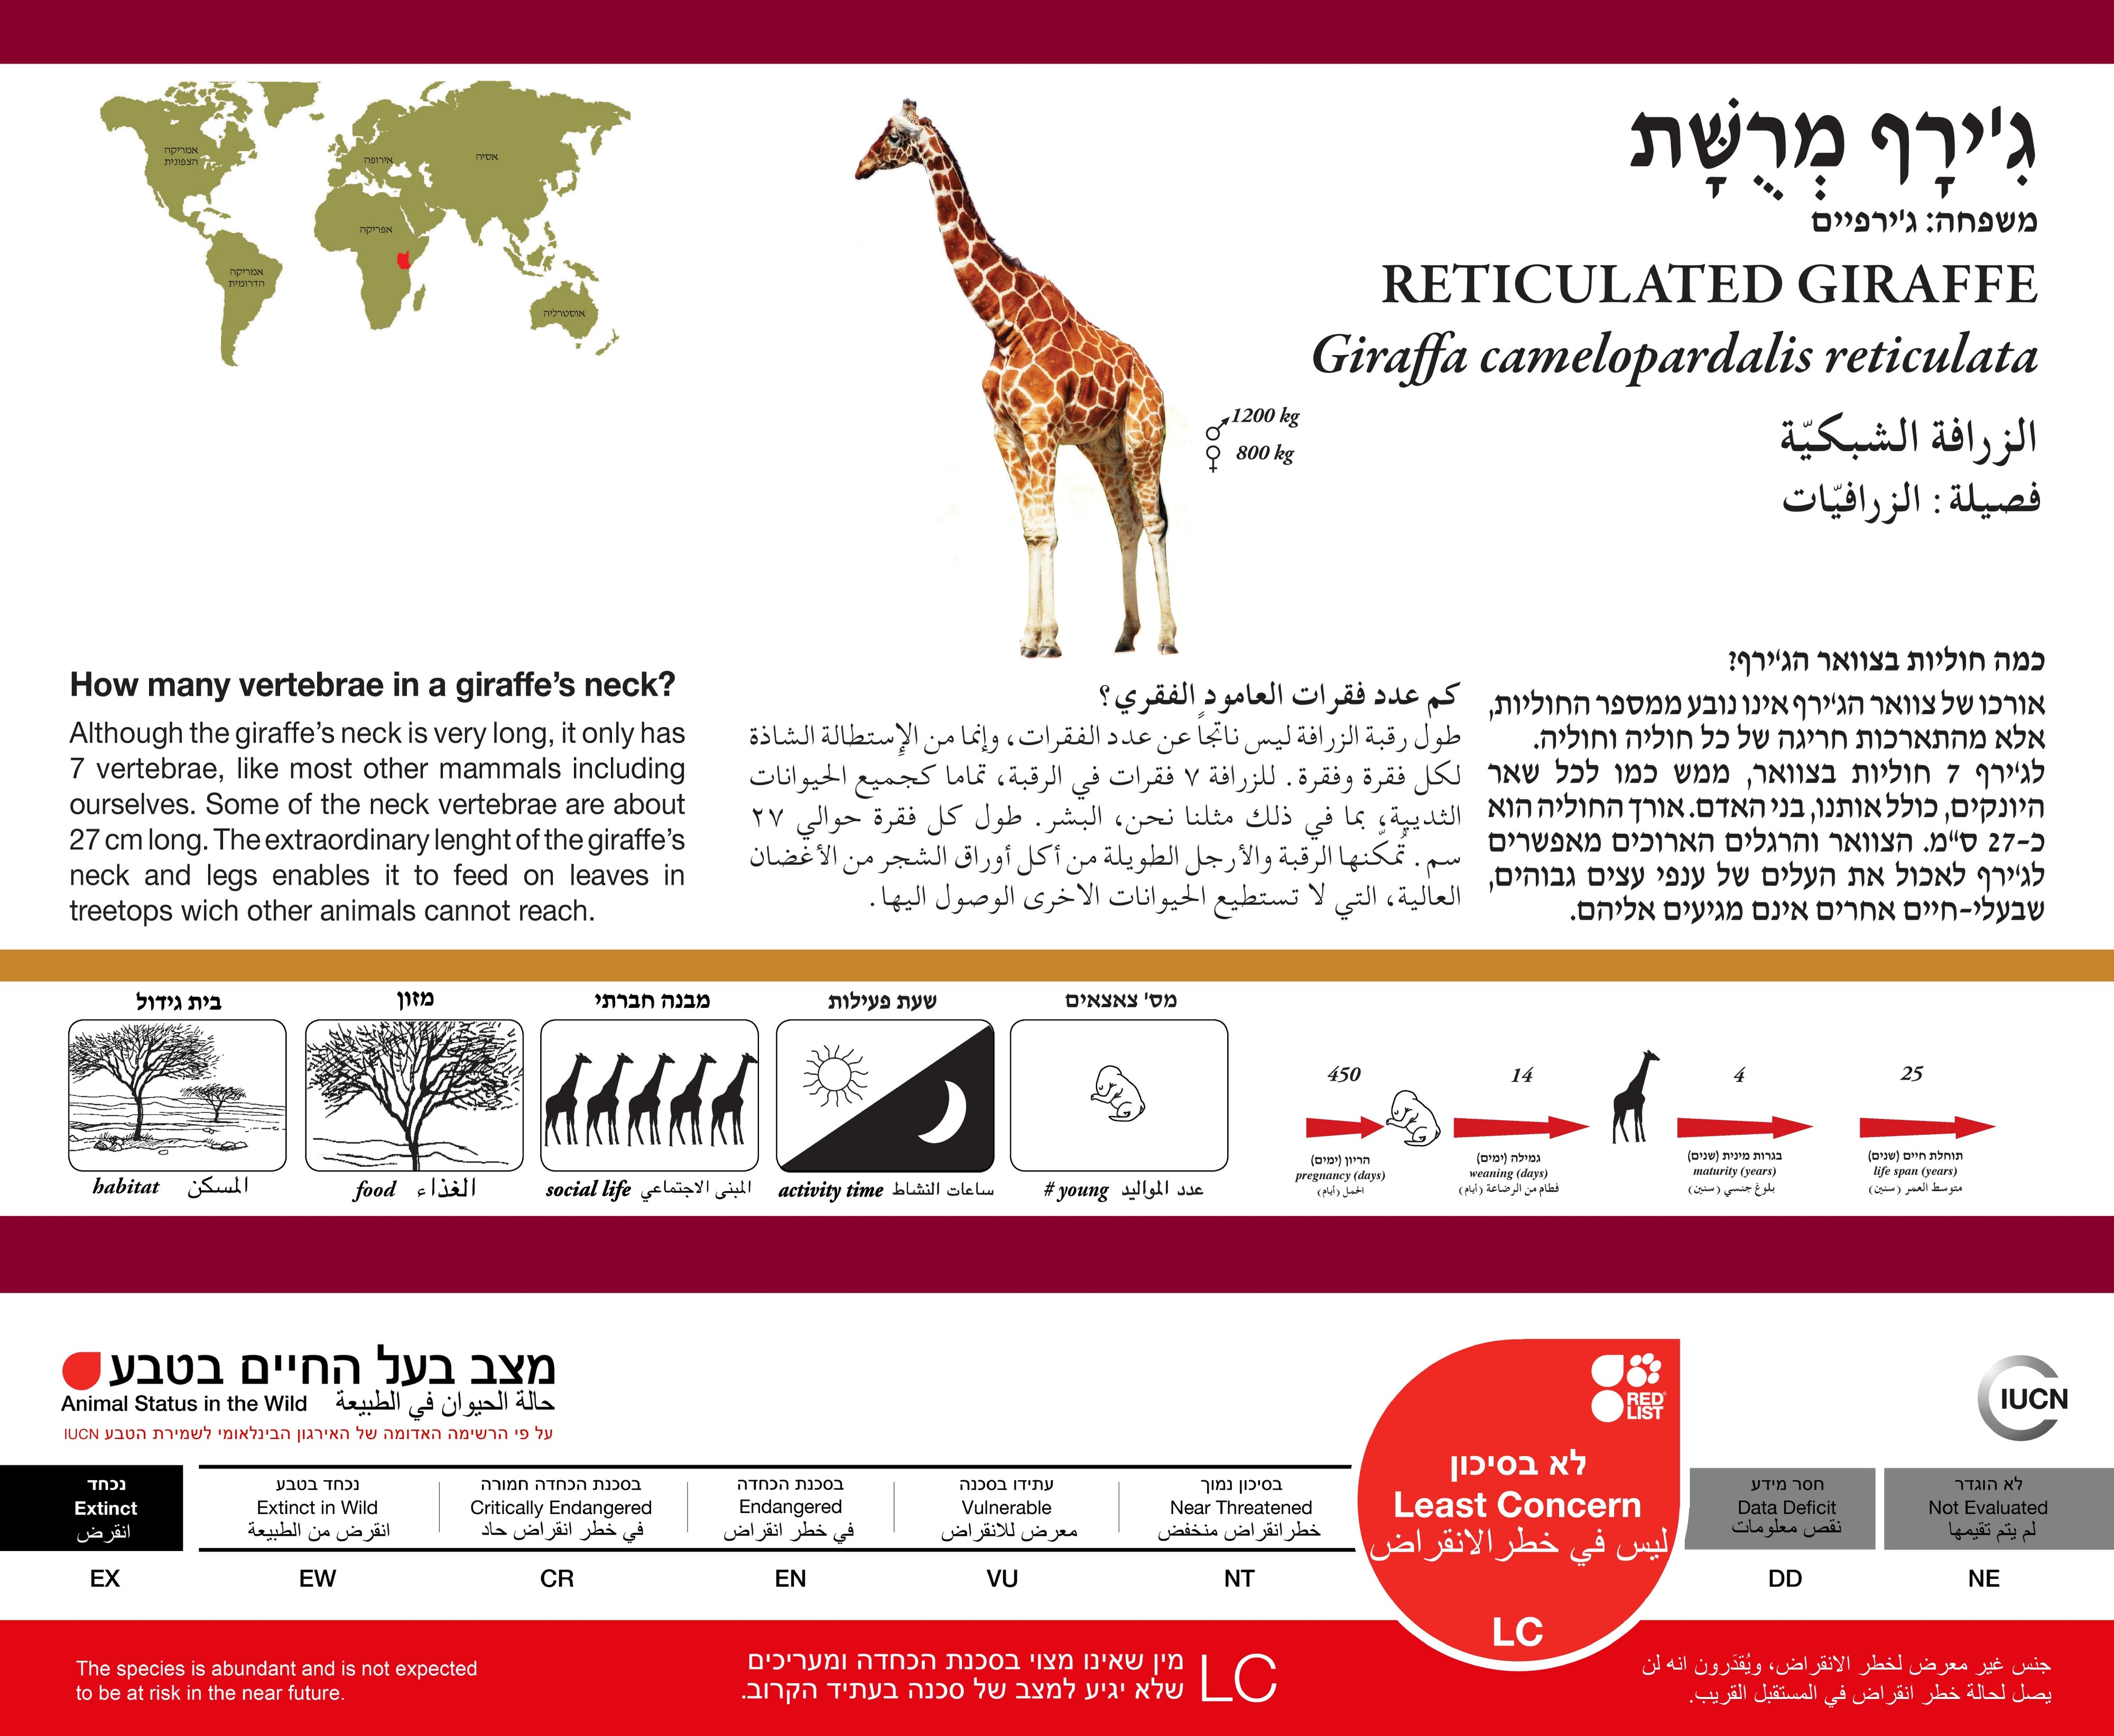 אמריקה
הצפונית
אירופה
אסיה
אפריקה
אמריקה
הדרומית
אוסטרליה
גִּ'ירָף מְרֻשָּׁת
משפחה: ג'ירפיים
RETICULATED GIRAFFE
Giraffa camelopardalis reticulata
♂ 1200 kg
♀ 800 kg
الزرافة الشبكيّة
فصيلة : الزرافيّات
How many vertebrae in a giraffe's neck?
Although the giraffe's neck is very long, it only has
7 vertebrae, like most other mammals including
ourselves. Some of the neck vertebrae are about
27 cm long. The extraordinary lenght of the giraffe's
neck and legs enables it to feed on leaves in
treetops wich other animals cannot reach.
كم عدد فقرات العامود الفقري؟
طول رقبة الزرافة ليس ناتجاً عن عدد الفقرات، وإنما من الإستطالة الشاذة
لكل فقرة وفقرة. للزرافة ٧ فقرات في الرقبة، تماما كجميع الحيوانات
الثديية، بما في ذلك مثلنا نحن، البشر. طول كل فقرة حوالي ٢٧
سم. تُمكّنها الرقبة والأرجل الطويلة من أكل أوراق الشجر من الأغضان
العالية، التي لا تستطيع الحيوانات الاخرى الوصول اليها.
כמה חוליות בצוואר הג'ירף?
אורכו של צוואר הג'ירף אינו נובע ממספר החוליות,
אלא מהתארכות חריגה של כל חוליה וחוליה.
לג'ירף 7 חוליות בצוואר, ממש כמו לכל שאר
היונקים, כולל אותנו, בני האדם. אורך החוליה הוא
כ-27 ס"מ. הצוואר והרגלים הארוכים מאפשרים
לג'ירף לאכול את העלים של ענפי עצים גבוהים,
שבעלי-חיים אחרים אינם מגיעים אליהם.
בית גידול
habitat المسكن
מזון
food الغذاء
מבנה חברתי
social life المبنى الاجتماعي
שעת פעילות
activity time ساعات النشاط
מס' צאצאים
# young عدد المواليد
450
הריון (ימים)
pregnancy (days)
الحمل (أيام)
14
גמילה (ימים)
weaning (days)
فطام من الرضاعة (أيام)
4
בגרות מינית (שנים)
maturity (years)
بلوغ جنسي (سنين)
25
תוחלת חיים (שנים)
life span (years)
متوسط العمر (سنين)
מצב בעל החיים בטבע
Animal Status in the Wild حالة الحيوان في الطبيعة
על פי הרשימה האדומה של האירגון הבינלאומי לשמירת הטבע IUCN
RED
LIST
IUCN
נכחד
Extinct
انقرض
EX
נכחד בטבע
Extinct in Wild
انقرض من الطبيعة
EW
בסכנת הכחדה חמורה
Critically Endangered
في خطر انقراض حاد
CR
בסכנת הכחדה
Endangered
في خطر انقراض
EN
עתידו בסכנה
Vulnerable
معرض للانقراض
VU
בסיכון נמוך
Near Threatened
خطر انقراض منخفض
NT
לא בסיכון
Least Concern
ليس في خطر الانقراض
LC
חסר מידע
Data Deficit
نقص معلومات
DD
לא הוגדר
Not Evaluated
لم يتم تقيمها
NE
The species is abundant and is not expected
to be at risk in the near future.
מין שאינו מצוי בסכנת הכחדה ומעריכים
שלא יגיע למצב של סכנה בעתיד הקרוב.
LC
جنس غير معرض لخطر الانقراض، ويُقدَرون انه لن
يصل لحالة خطر انقراض في المستقبل القريب.